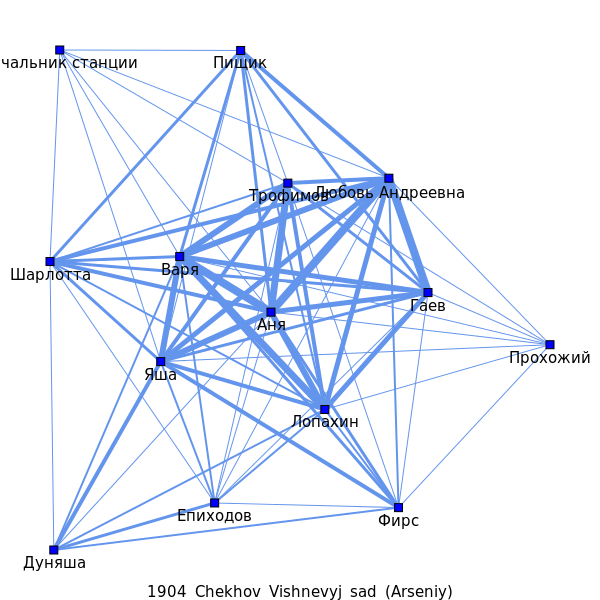 чальник станции
Пищик
Трофимов
Любовь Андреевна
Шарлотта
Варя
Гаев
Аня
Прохожий
Яша
Лопахин
Епиходов
Фирс
Дуняша
1904 Chekhov Vishnevyj sad (Arseniy)